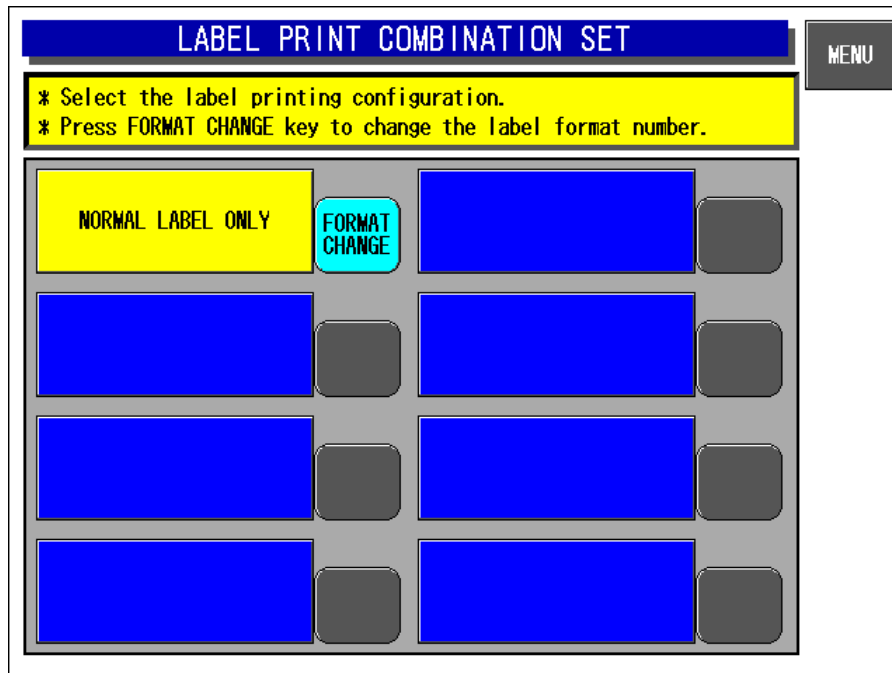 LABEL PRINT COMBINATION SET
MENU
* Select the label printing configuration.
* Press FORMAT CHANGE key to change the label format number.
NORMAL LABEL ONLY
FORMAT
CHANGE